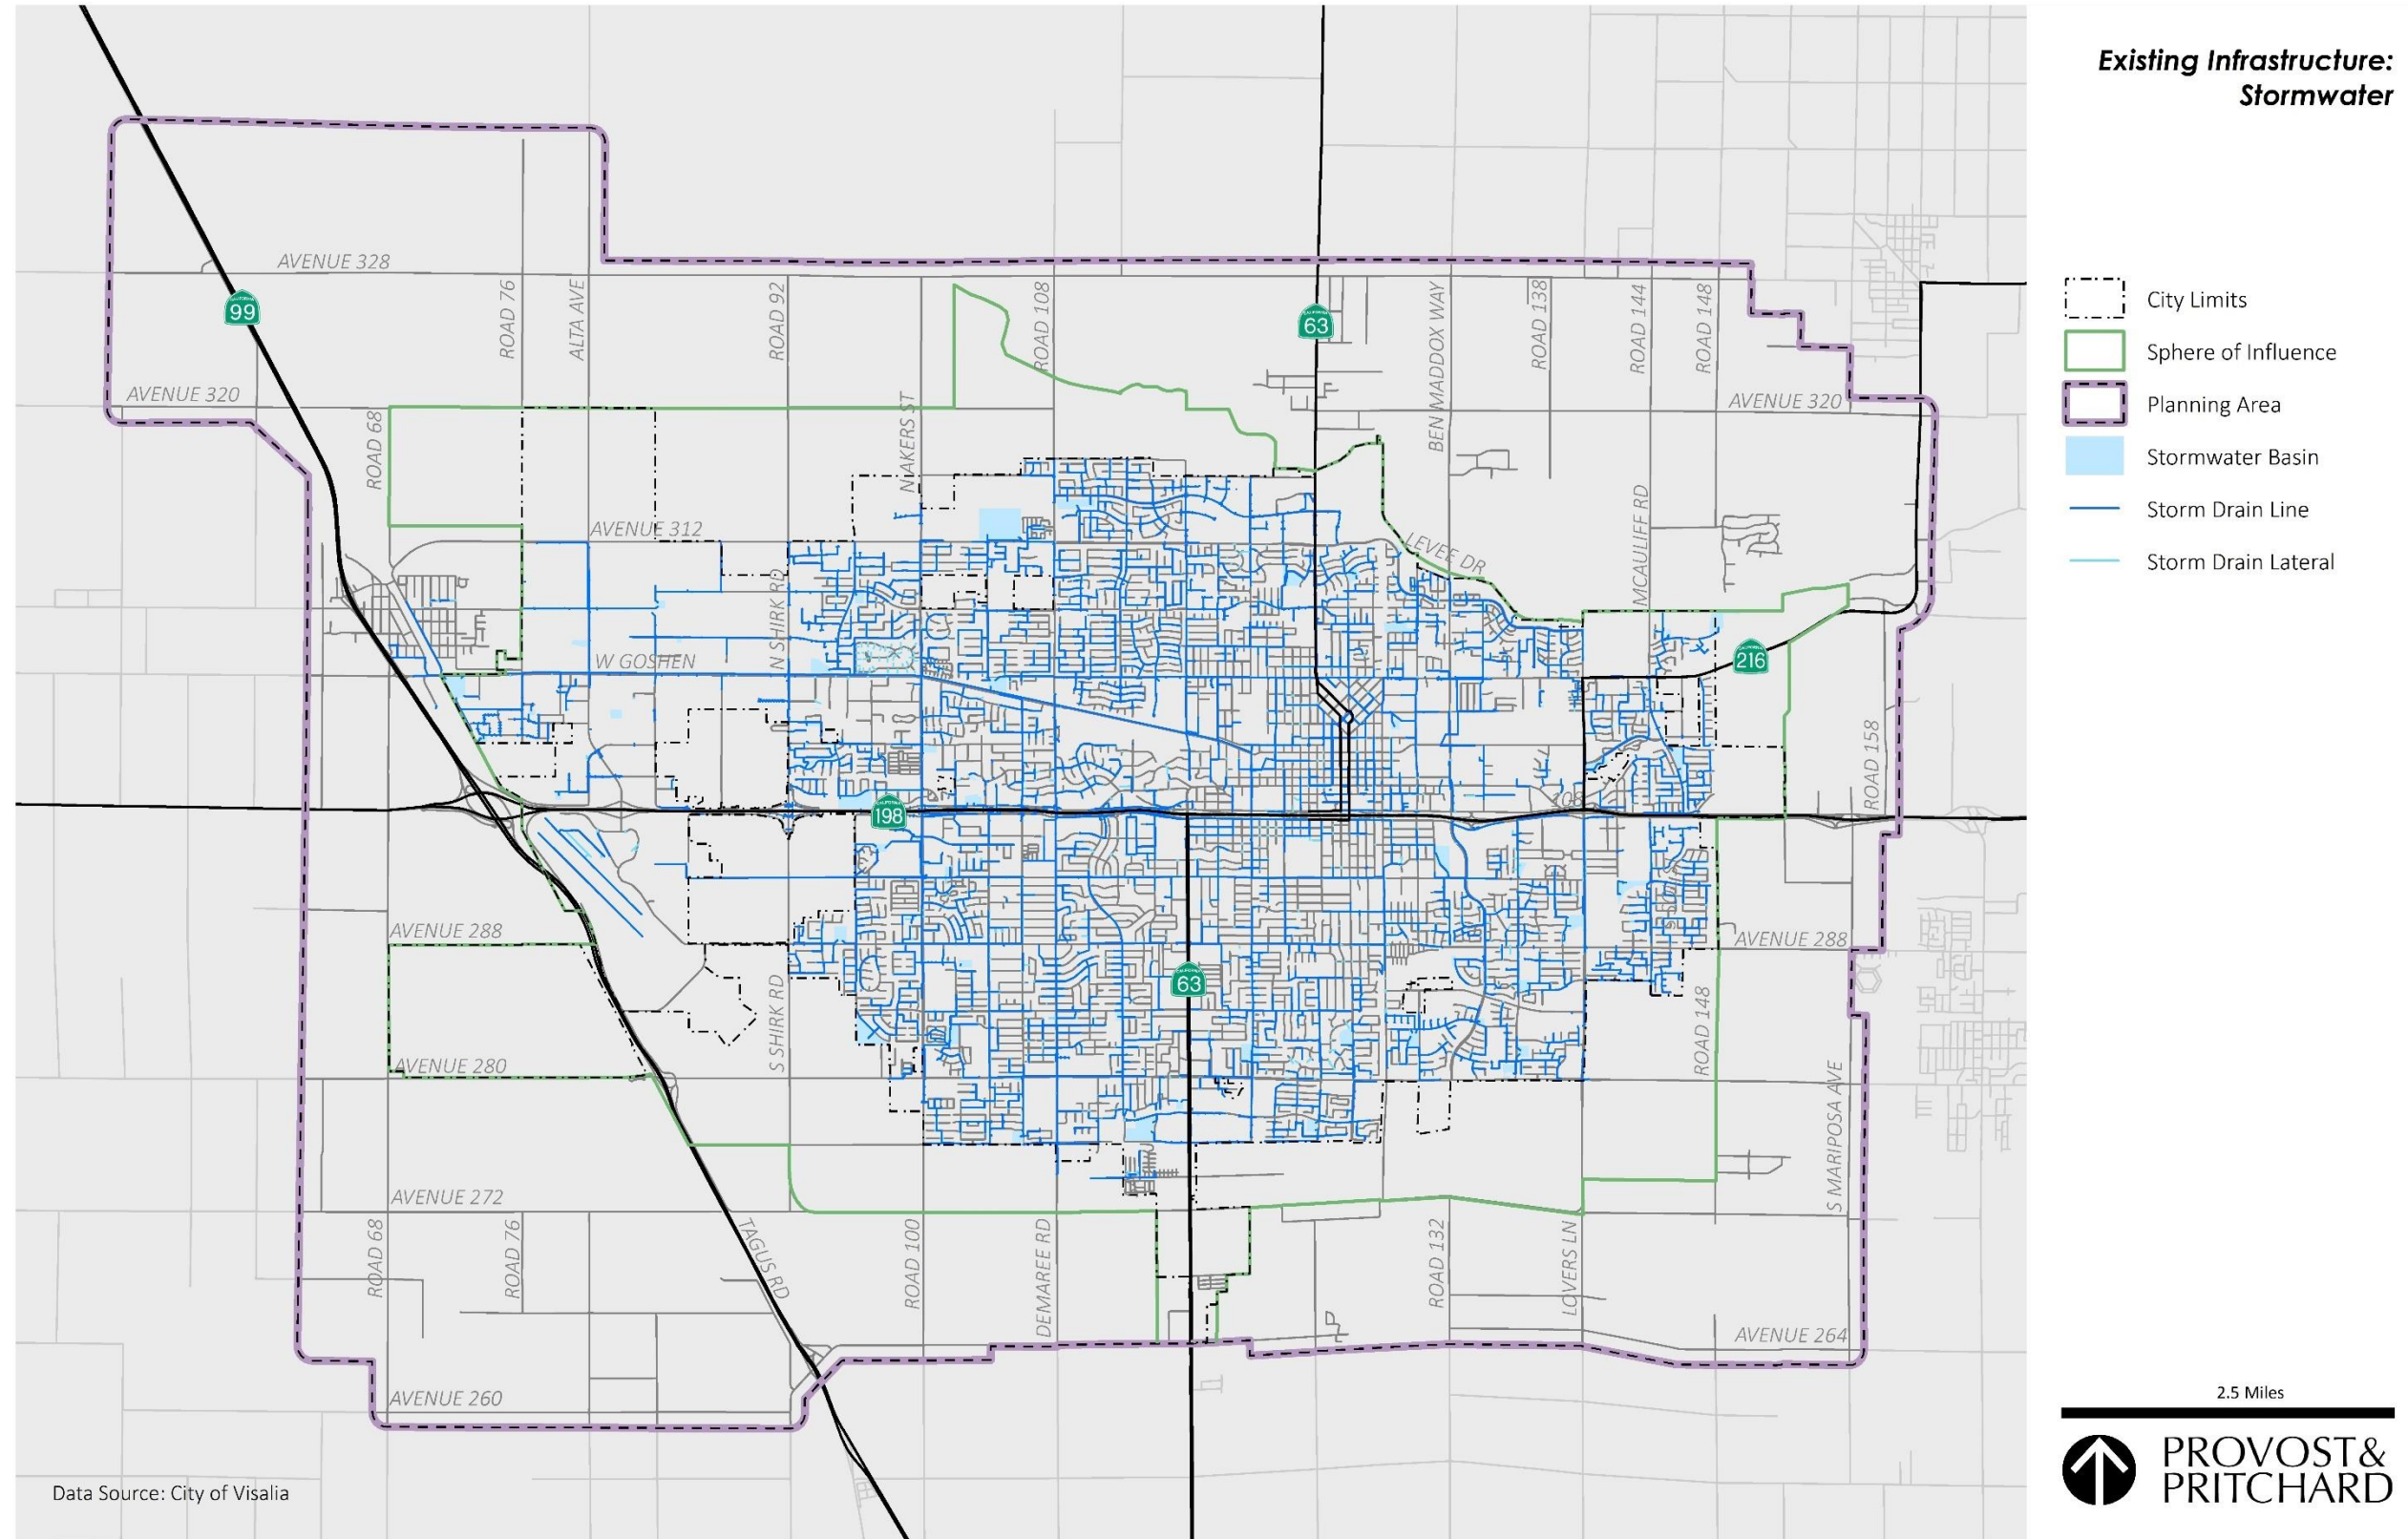 Existing Infrastructure:
Stormwater
City Limits
Sphere of Influence
Planning Area
Stormwater Basin
Storm Drain Line
Storm Drain Lateral
AVENUE 328
99
ROAD 76
ALTA AVE
ROAD 92
ROAD 108
63
BEN MADDOX WAY
ROAD 138
ROAD 144
ROAD 148
AVENUE 320
AVENUE 320
ROAD 68
N AKERS ST
AVENUE 312
LEVEE DR
MCAULIFF RD
N SHIRK RD
W GOSHEN
216
ROAD 158
198
198
AVENUE 288
AVENUE 288
63
S SHIRK RD
ROAD 148
AVENUE 280
S MARIPOSA AVE
AVENUE 272
ROAD 68
ROAD 76
TAGUS RD
ROAD 100
DEMAREE RD
ROAD 132
LOVERS LN
AVENUE 264
AVENUE 260
Data Source: City of Visalia
2.5 Miles
PROVOST&
PRITCHARD